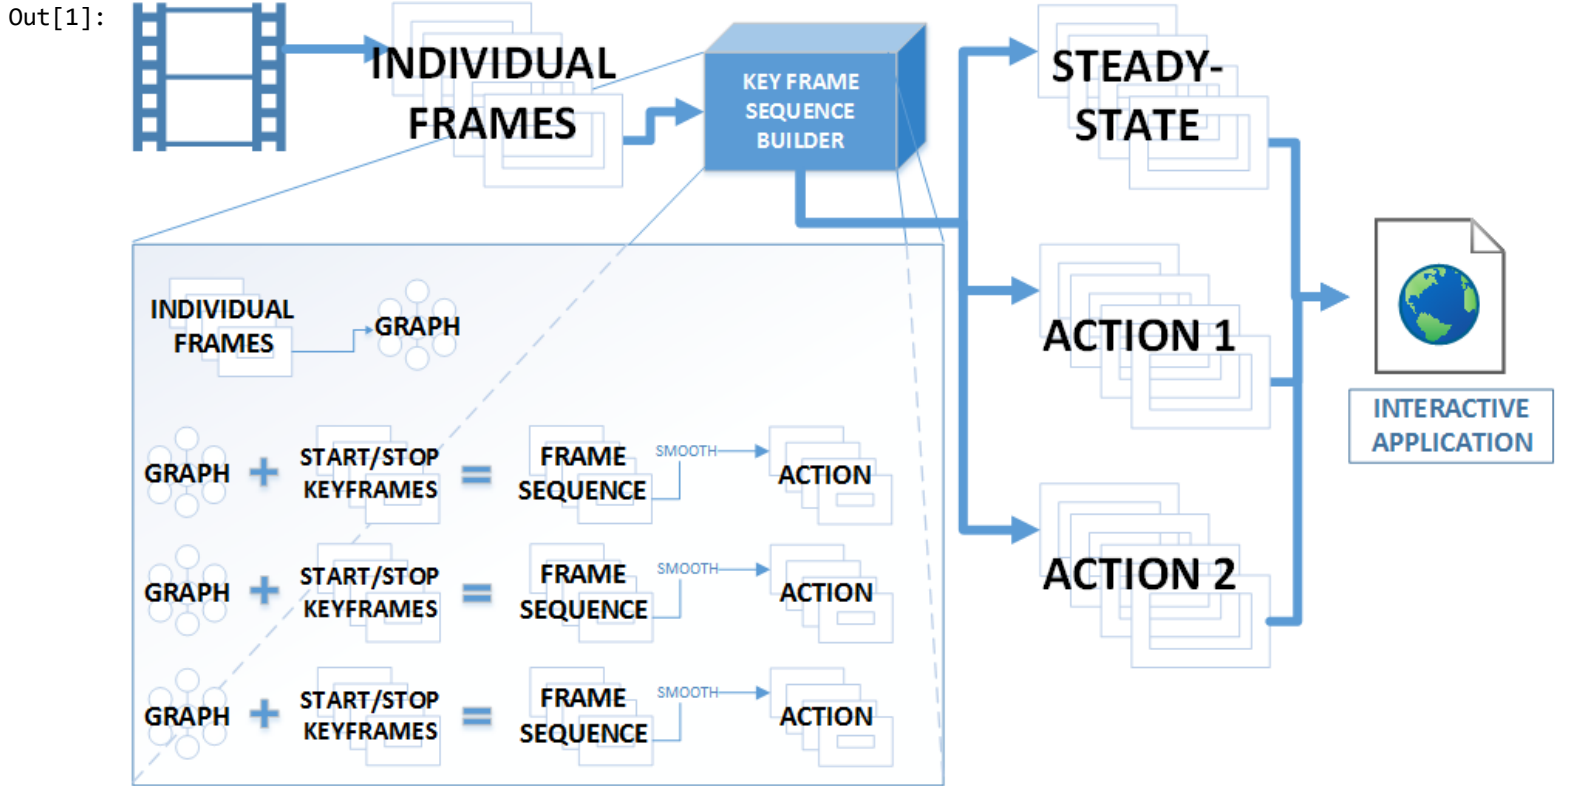 Out[1]:
INDIVIDUAL
FRAMES
KEY FRAME
SEQUENCE
BUILDER
STEADY-
STATE
ACTION 1
ACTION 2
INTERACTIVE
APPLICATION
INDIVIDUAL
FRAMES
GRAPH
GRAPH
+
START/STOP
KEYFRAMES
=
FRAME
SEQUENCE
SMOOTH
ACTION
GRAPH
+
START/STOP
KEYFRAMES
=
FRAME
SEQUENCE
SMOOTH
ACTION
GRAPH
+
START/STOP
KEYFRAMES
=
FRAME
SEQUENCE
SMOOTH
ACTION